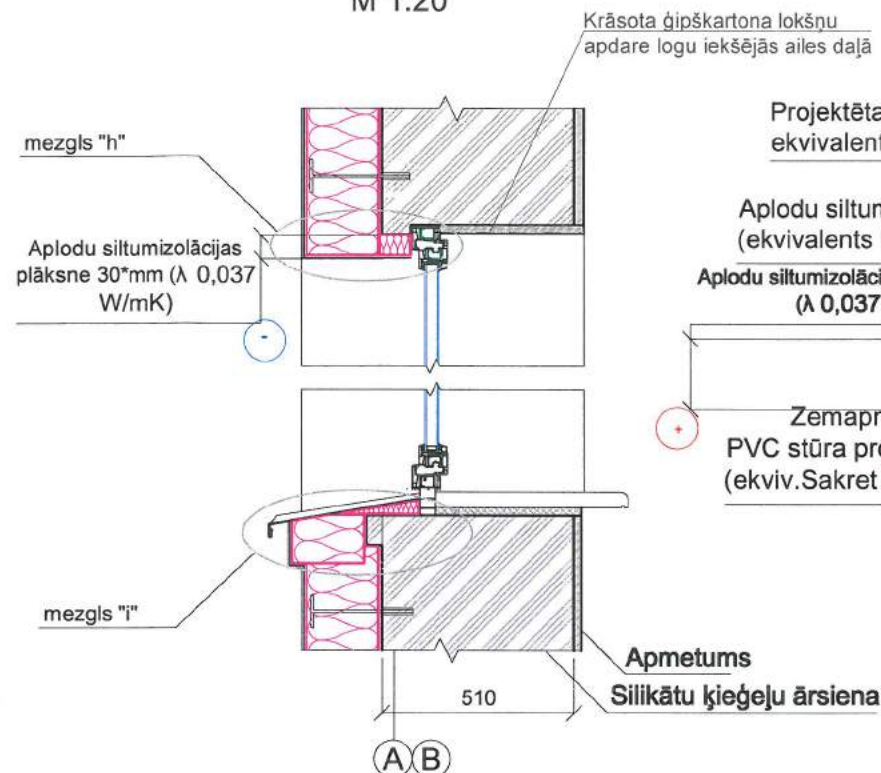 M 1:20
Krāsota ģipškartona lokšņu
apdare logu iekšējās ailes daļā
mezgls "h"
Aplodu siltumizolācijas
plāksne 30*mm (λ 0,037
W/mK)
-
mezgls "i"
Apmetums
Silikātu ķieģeļu ārsiena
510
A B
Projektēta
ekvivalent
Aplodu siltum
(ekvivalents
Aplodu siltumizolāci
(λ 0,037
+
Zemapr
PVC stūra pro
(ekviv.Sakret